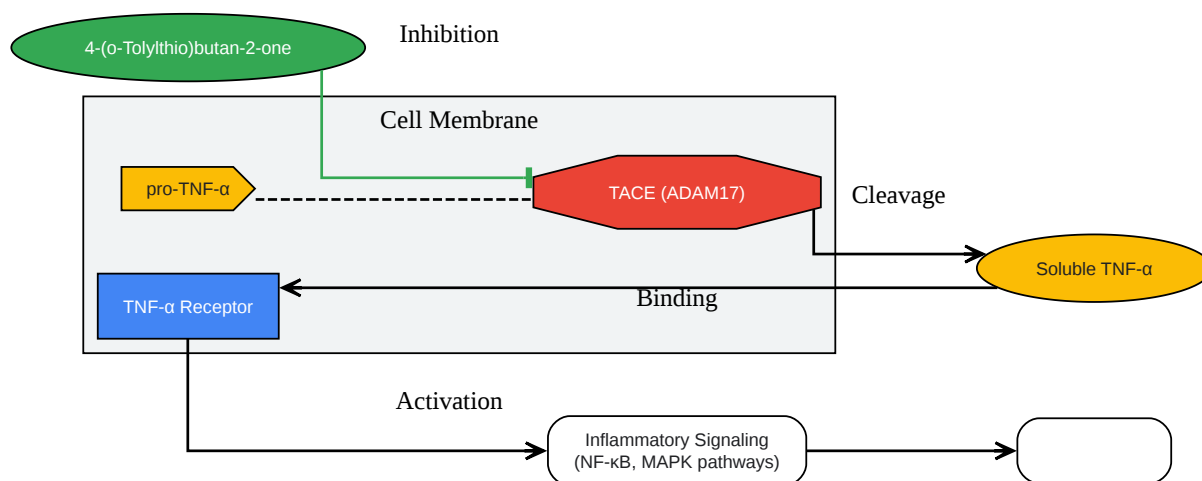 4-(o-Tolylthio)butan-2-one
Inhibition
Cell Membrane
pro-TNF-α
TACE (ADAM17)
Cleavage
Soluble TNF-α
TNF-α Receptor
Binding
Activation
Inflammatory Signaling
(NF-κB, MAPK pathways)